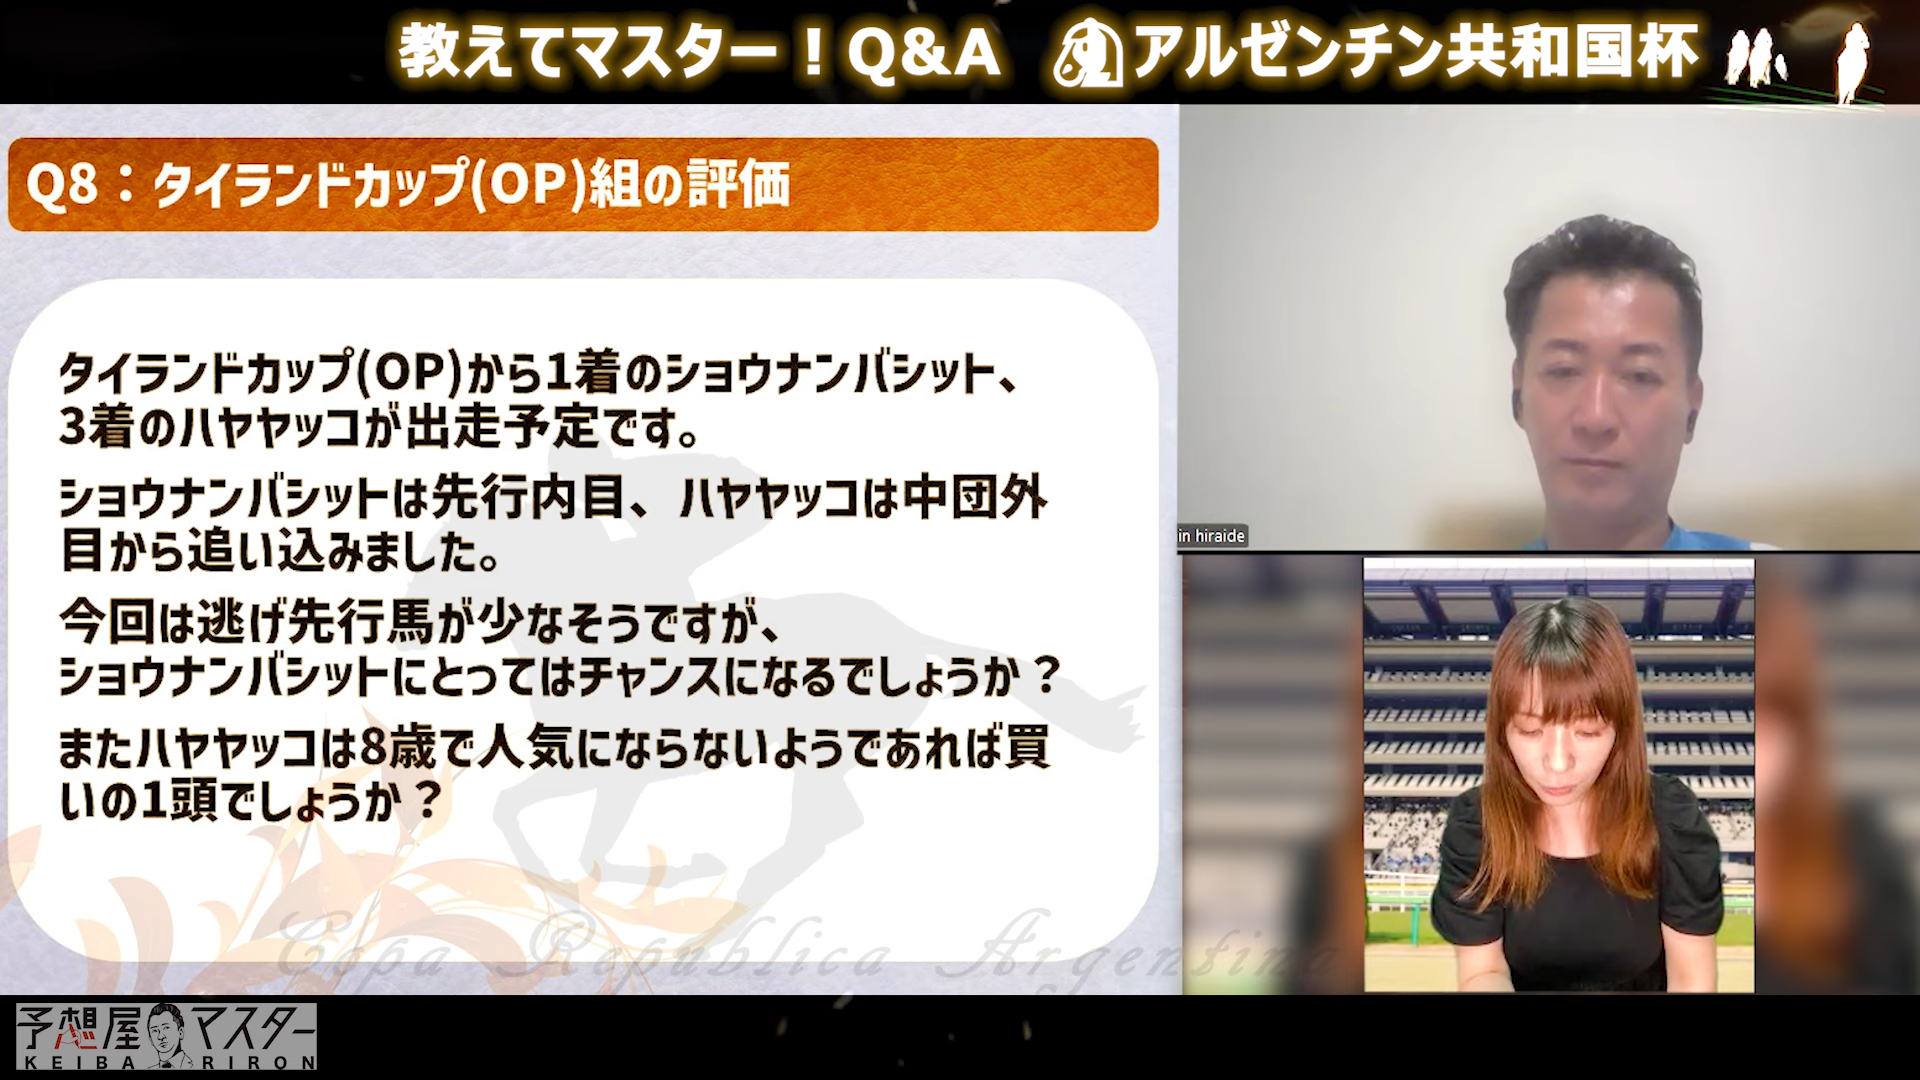 教えてマスター！Q&A アルゼンチン共和国杯
Q8：タイランドカップ(OP)組の評価
タイランドカップ(OP)から1着のショウナンバシット、
3着のハヤヤッコが出走予定です。
ショウナンバシットは先行内目、ハヤヤッコは中団外
目から追い込みました。
今回は逃げ先行馬が少なそうですが、
ショウナンバシットにとってはチャンスになるでしょうか？
またハヤヤッコは8歳で人気にならないようであれば買
いの1頭でしょうか？
in hiraide
Copa Republica Argentina
予想屋マスター
KEIBA RIRON